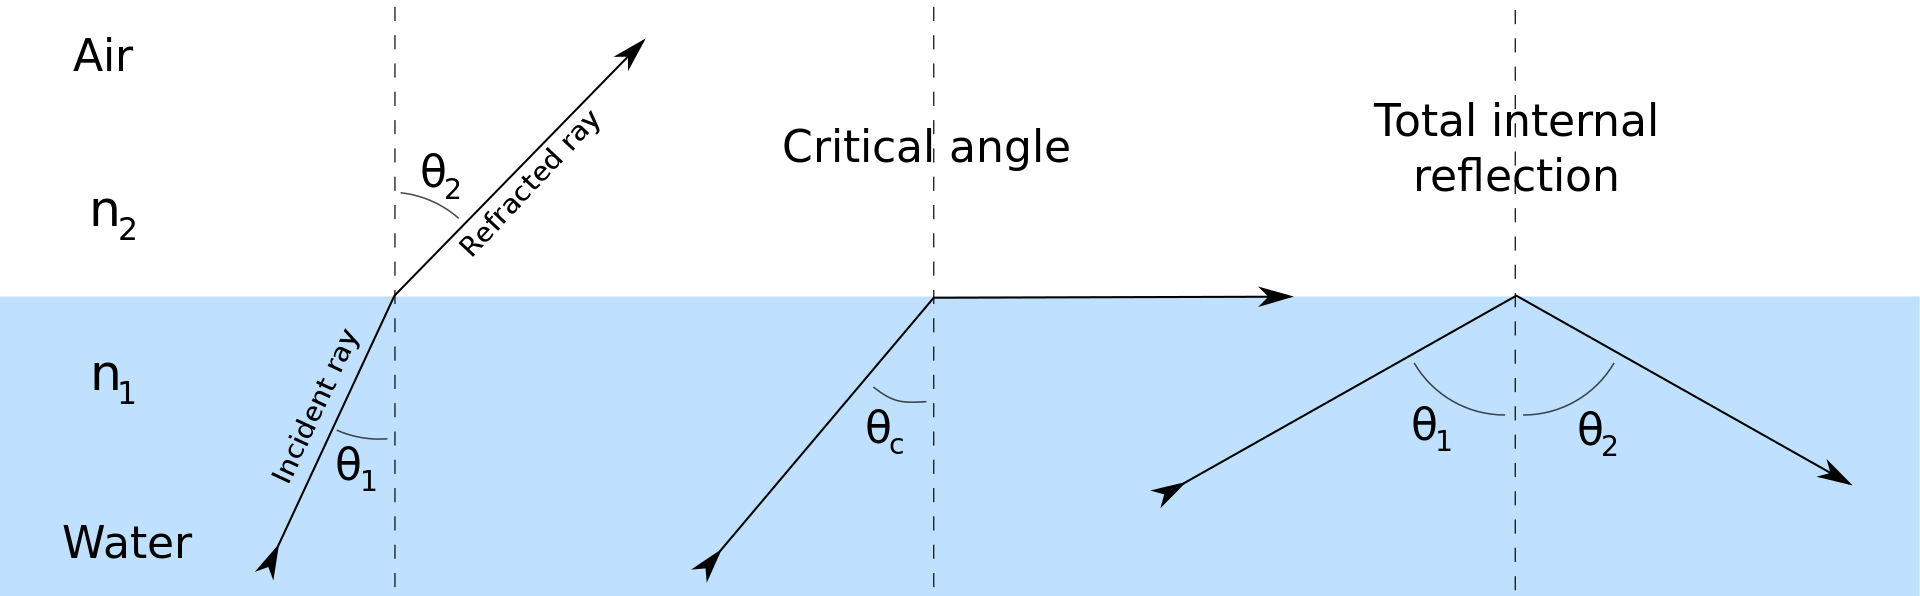 Air
n2
n1
Water
θ2
Refracted ray
Incident ray
θ1
Critical angle
θc
Total internal
reflection
θ1
θ2